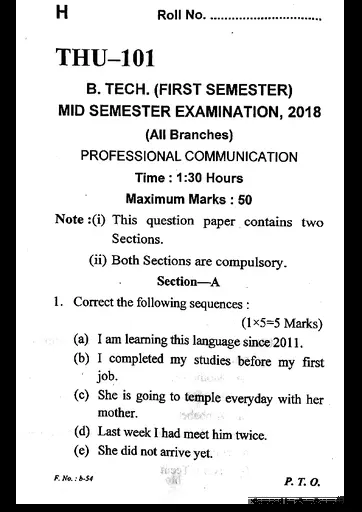 H Roll No. ................................
THU–101
B. TECH. (FIRST SEMESTER)
MID SEMESTER EXAMINATION, 2018
(All Branches)
PROFESSIONAL COMMUNICATION
Time : 1:30 Hours
Maximum Marks : 50
Note :(i) This question paper contains two
Sections.
(ii) Both Sections are compulsory.
Section—A
1. Correct the following sequences :
(1×5=5 Marks)
(a) I am learning this language since 2011.
(b) I completed my studies before my first
job.
(c) She is going to temple everyday with her
mother.
(d) Last week I had meet him twice.
(e) She did not arrive yet.
F. No. : b-54 P. T. O.